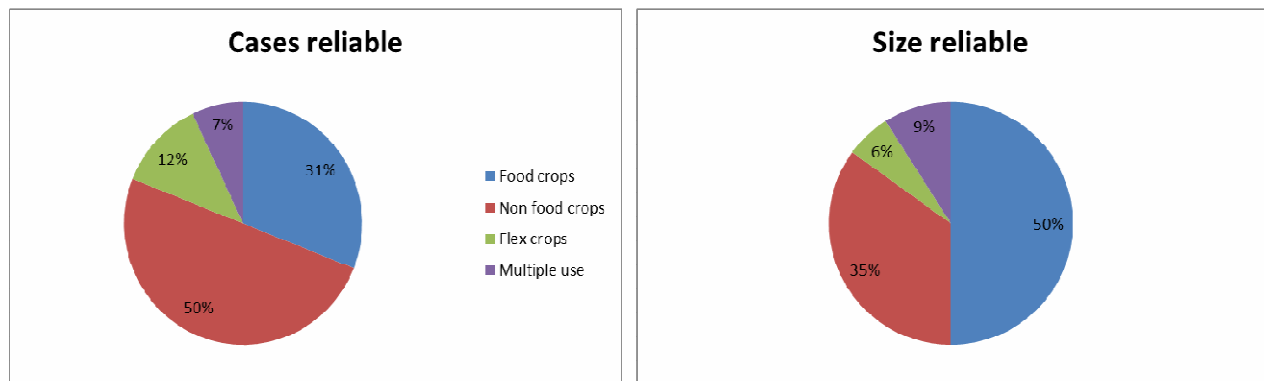 Cases reliable
7%
12%
31%
50%
Food crops
Non food crops
Flex crops
Multiple use
Size reliable
9%
6%
50%
35%